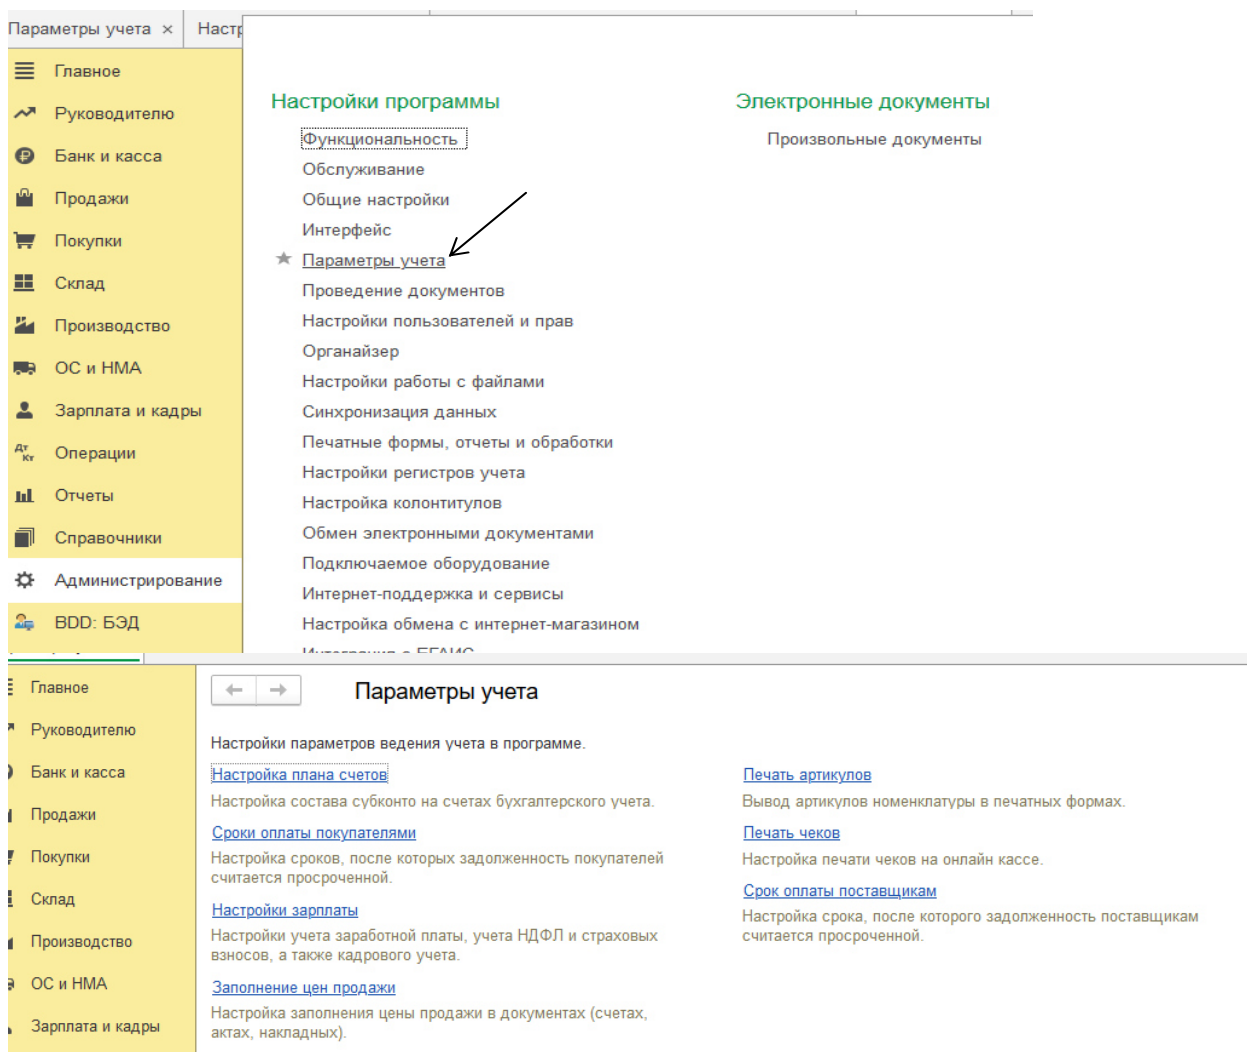 Параметры учета × Настр
Главное
Руководителю
Банк и касса
Продажи
Покупки
Склад
Производство
ОС и НМА
Зарплата и кадры
Дт Кт Операции
Отчеты
Справочники
Администрирование
BDD: БЭД
Настройки программы
Функциональность
Обслуживание
Общие настройки
Интерфейс
Параметры учета
Проведение документов
Настройки пользователей и прав
Органайзер
Настройки работы с файлами
Синхронизация данных
Печатные формы, отчеты и обработки
Настройки регистров учета
Настройка колонтитулов
Обмен электронными документами
Подключаемое оборудование
Интернет-поддержка и сервисы
Настройка обмена с интернет-магазином
Интеграция с ЕГАИС
Электронные документы
Произвольные документы
Главное
Руководителю
Банк и касса
Продажи
Покупки
Склад
Производство
ОС и НМА
Зарплата и кадры
Параметры учета
Настройки параметров ведения учета в программе.
Настройка плана счетов
Настройка состава субконто на счетах бухгалтерского учета.
Сроки оплаты покупателями
Настройка сроков, после которых задолженность покупателей
считается просроченной.
Настройки зарплаты
Настройки учета заработной платы, учета НДФЛ и страховых
взносов, а также кадрового учета.
Заполнение цен продажи
Настройка заполнения цены продажи в документах (счетах,
актах, накладных).
Печать артикулов
Вывод артикулов номенклатуры в печатных формах.
Печать чеков
Настройка печати чеков на онлайн кассе.
Срок оплаты поставщикам
Настройка срока, после которого задолженность поставщикам
считается просроченной.